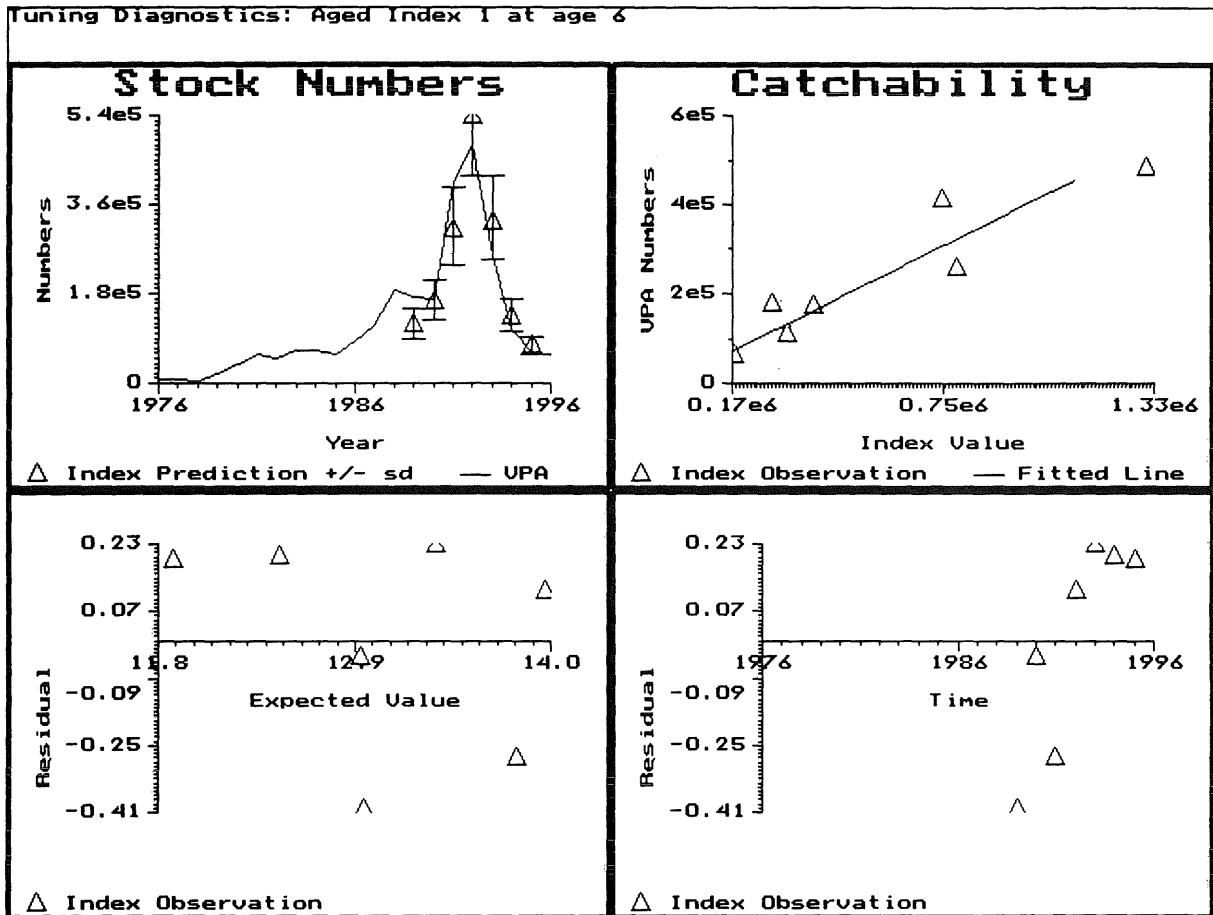 Tuning Diagnostics: Aged Index 1 at age 6
Stock Numbers
5.4e5
3.6e5
1.8e5
0
Numbers
1976 1986 1996
Year
△ Index Prediction +/- sd — VPA
Catchability
6e5
4e5
2e5
0
VPA Numbers
0.17e6 0.75e6 1.33e6
Index Value
△ Index Observation — Fitted Line
0.23
0.07
-0.09
-0.25
-0.41
Residual
11.8 12.9 14.0
Expected Value
△ Index Observation
0.23
0.07
-0.09
-0.25
-0.41
Residual
1976 1986 1996
Time
△ Index Observation